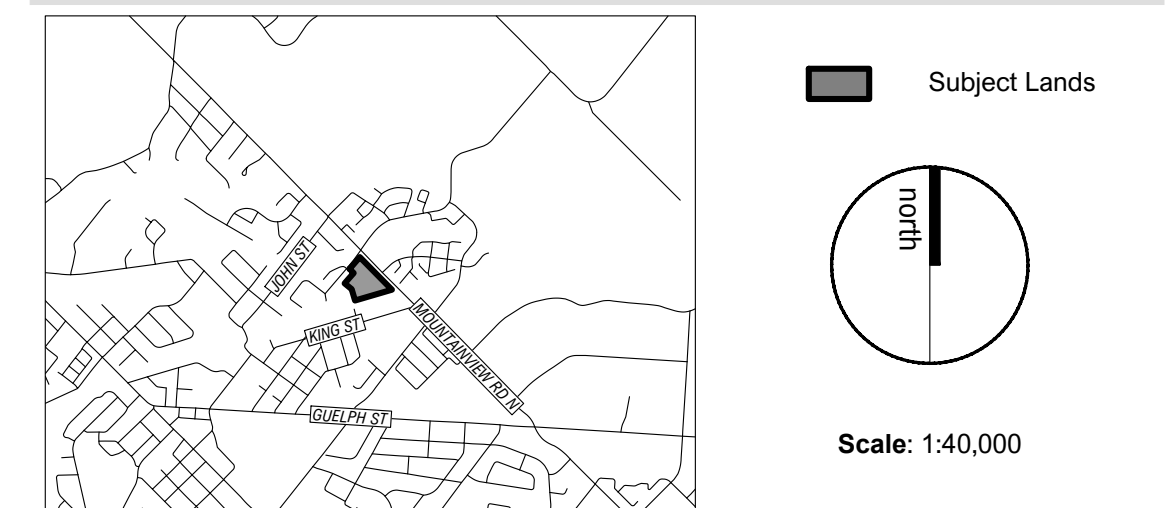 Subject Lands
north
Scale: 1:40,000
JOHN ST
KING ST
MOUNTAINVIEW RD N
GUELPH ST